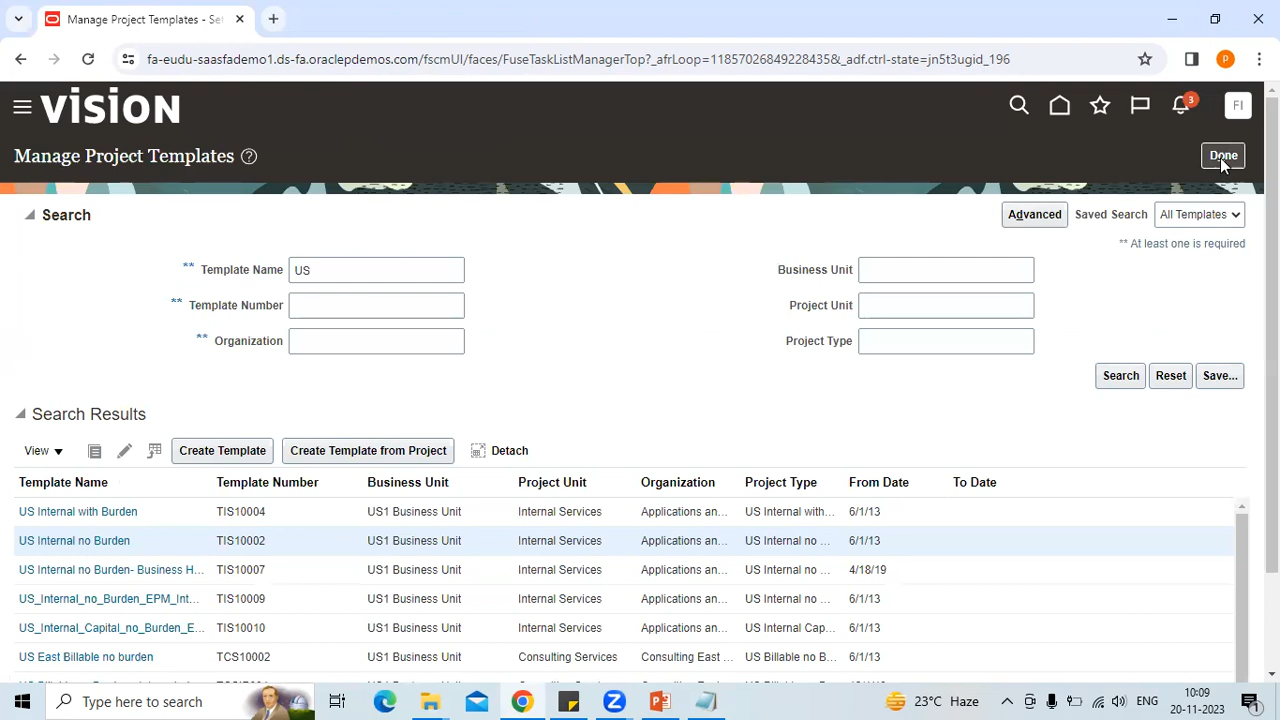 Manage Project Templates - Se
fa-eudu-saasfademo1.ds-fa.oraclepdemos.com/fscmUI/faces/FuseTaskListManagerTop?_afrLoop=11857026849228435&_adf.ctrl-state=jn5t3ugid_196
P
VISION
3
FI
Manage Project Templates
Done
Search
Advanced Saved Search All Templates
** At least one is required
** Template Name US Business Unit
** Template Number Project Unit
** Organization Project Type
Search Reset Save...
Search Results
View Create Template Create Template from Project Detach
Template Name Template Number Business Unit Project Unit Organization Project Type From Date To Date
US Internal with Burden TIS10004 US1 Business Unit Internal Services Applications an... US Internal with... 6/1/13
US Internal no Burden TIS10002 US1 Business Unit Internal Services Applications an... US Internal no ... 6/1/13
US Internal no Burden- Business H... TIS10007 US1 Business Unit Internal Services Applications an... US Internal no ... 4/18/19
US_Internal_no_Burden_EPM_Int... TIS10009 US1 Business Unit Internal Services Applications an... US Internal no ... 6/1/13
US_Internal_Capital_no_Burden_E... TIS10010 US1 Business Unit Internal Services Applications an... US Internal Cap... 6/1/13
US East Billable no burden TCS10002 US1 Business Unit Consulting Services Consulting East ... US Billable no B... 6/1/13
Type here to search
23°C Haze
ENG
10:09
20-11-2023
1